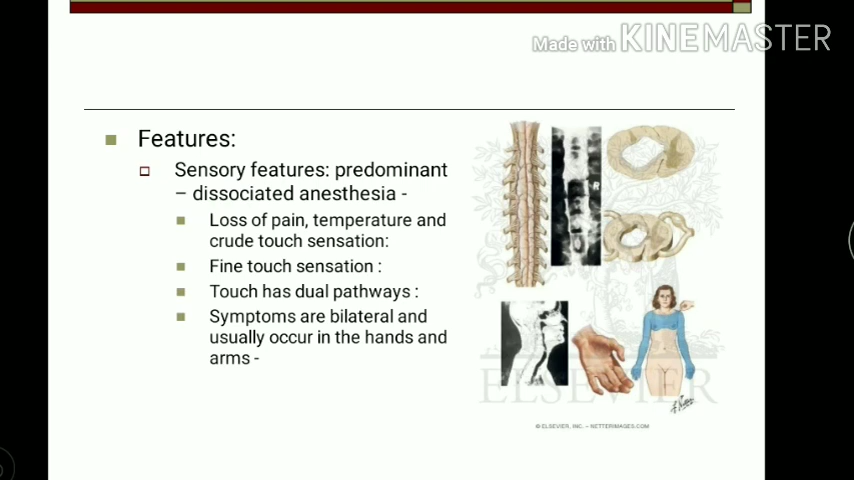 Made with KINEMASTER
Features:
Sensory features: predominant
– dissociated anesthesia -
Loss of pain, temperature and
crude touch sensation:
Fine touch sensation :
Touch has dual pathways :
Symptoms are bilateral and
usually occur in the hands and
arms -
R
ELSEVIER
© ELSEVIER, INC. – NETTERIMAGES.COM